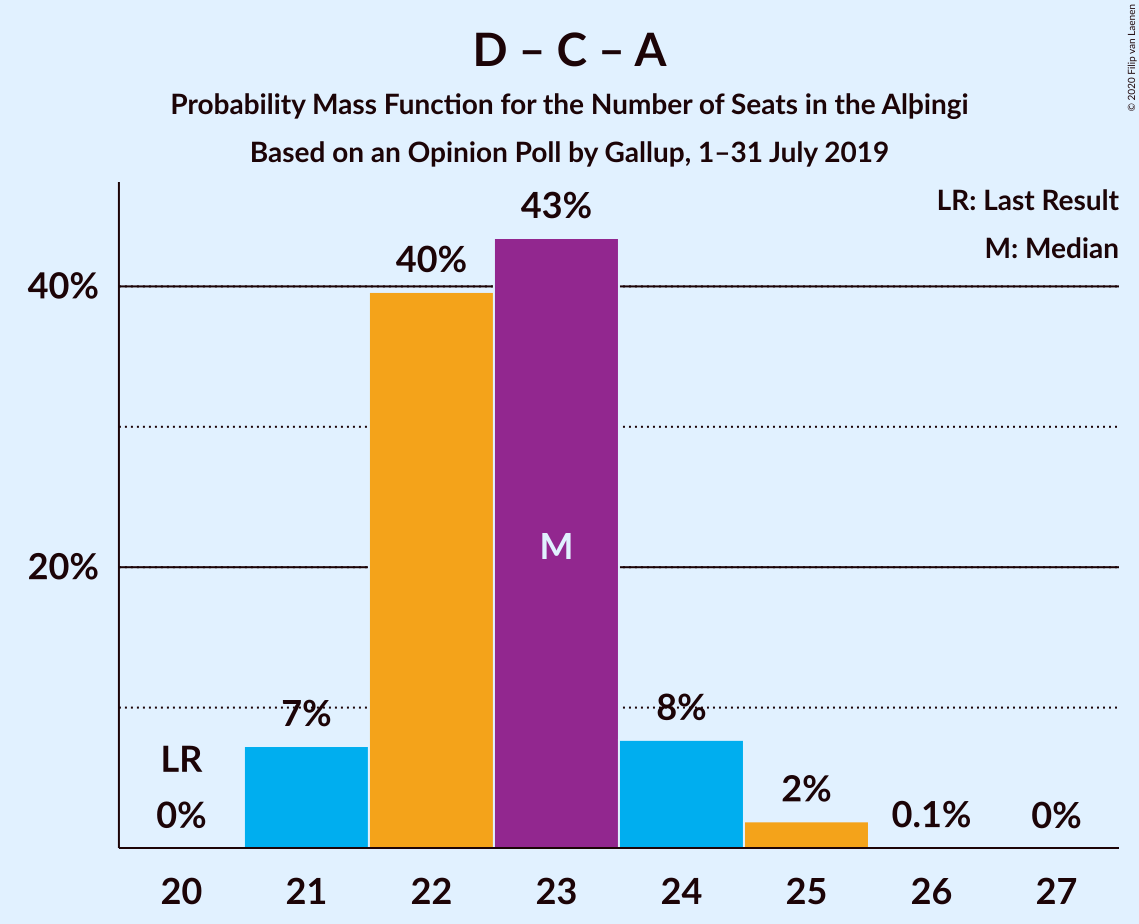 D – C – A
Probability Mass Function for the Number of Seats in the Alþingi
Based on an Opinion Poll by Gallup, 1–31 July 2019
© 2020 Filip van Laenen
LR: Last Result
M: Median
43%
40%
40%
M
20%
7%
8%
LR
2%
0%
0.1%
0%
20 21 22 23 24 25 26 27